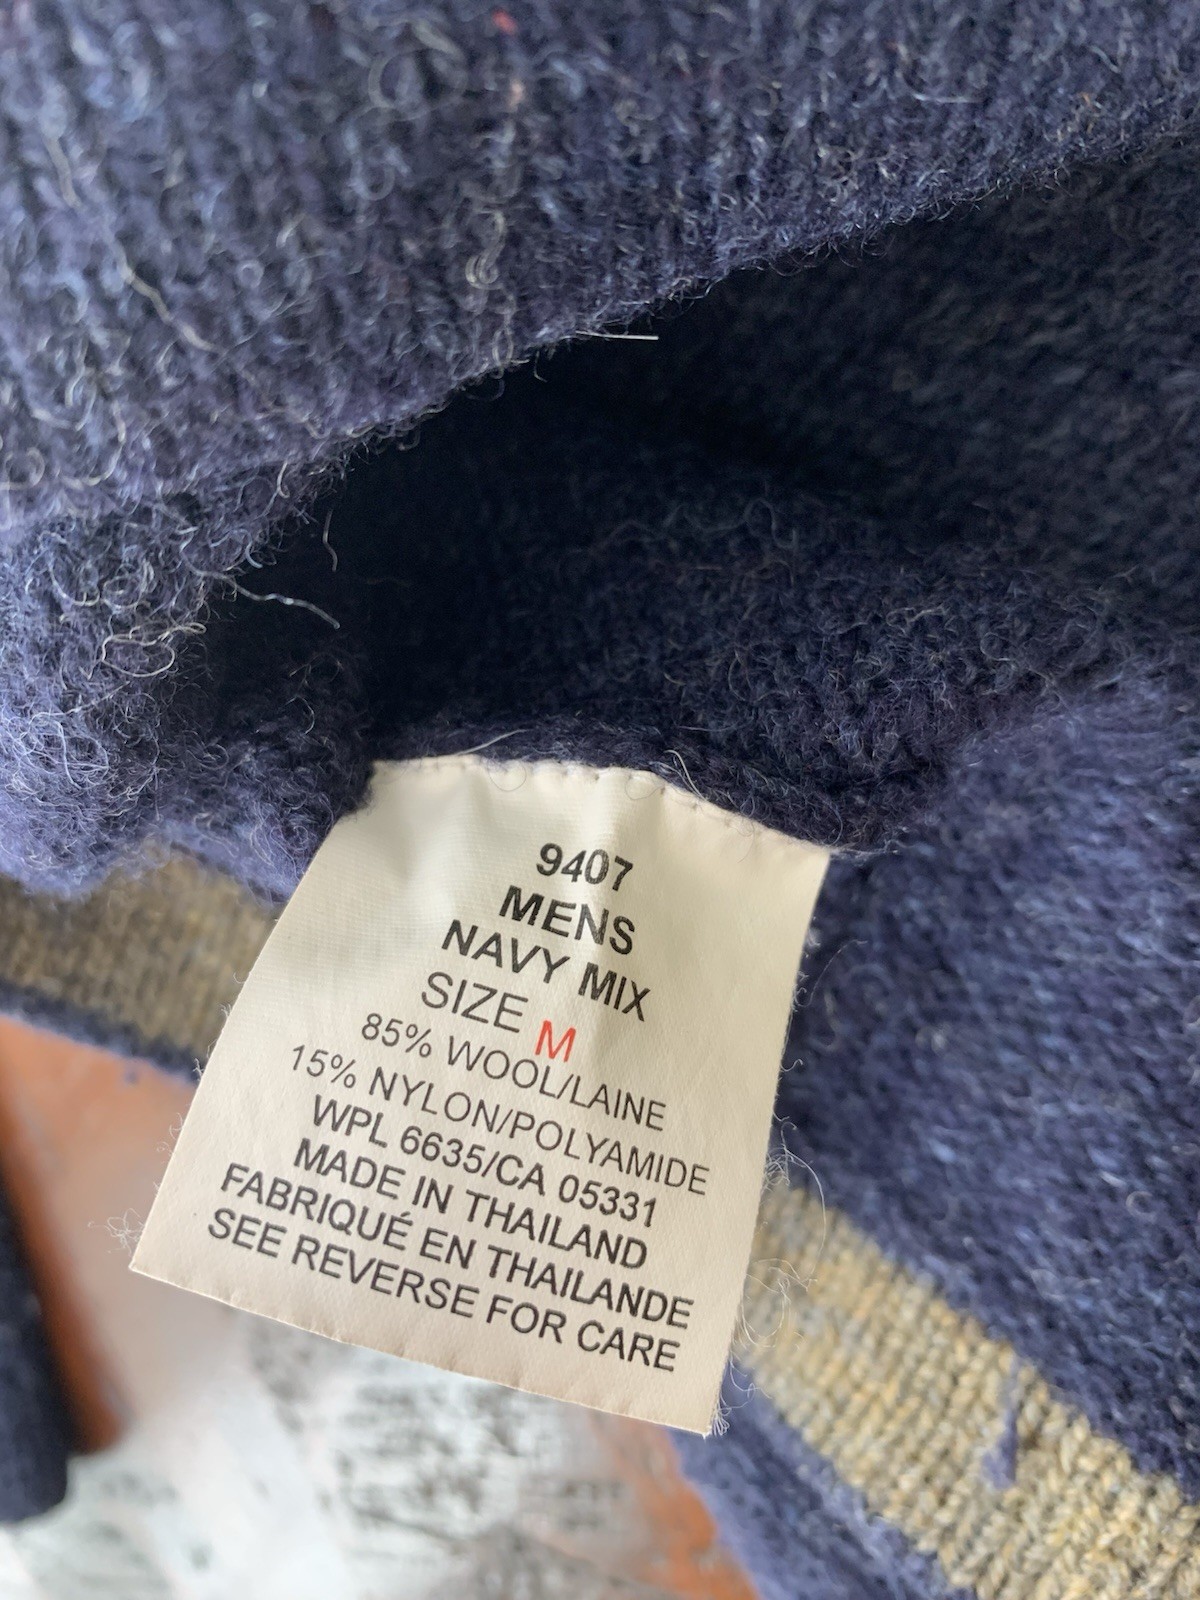 9407
MENS
NAVY MIX
SIZE M
85% WOOL/LAINE
15% NYLON/POLYAMIDE
WPL 6635/CA 05331
MADE IN THAILAND
FABRIQUÉ EN THAILANDE
SEE REVERSE FOR CARE